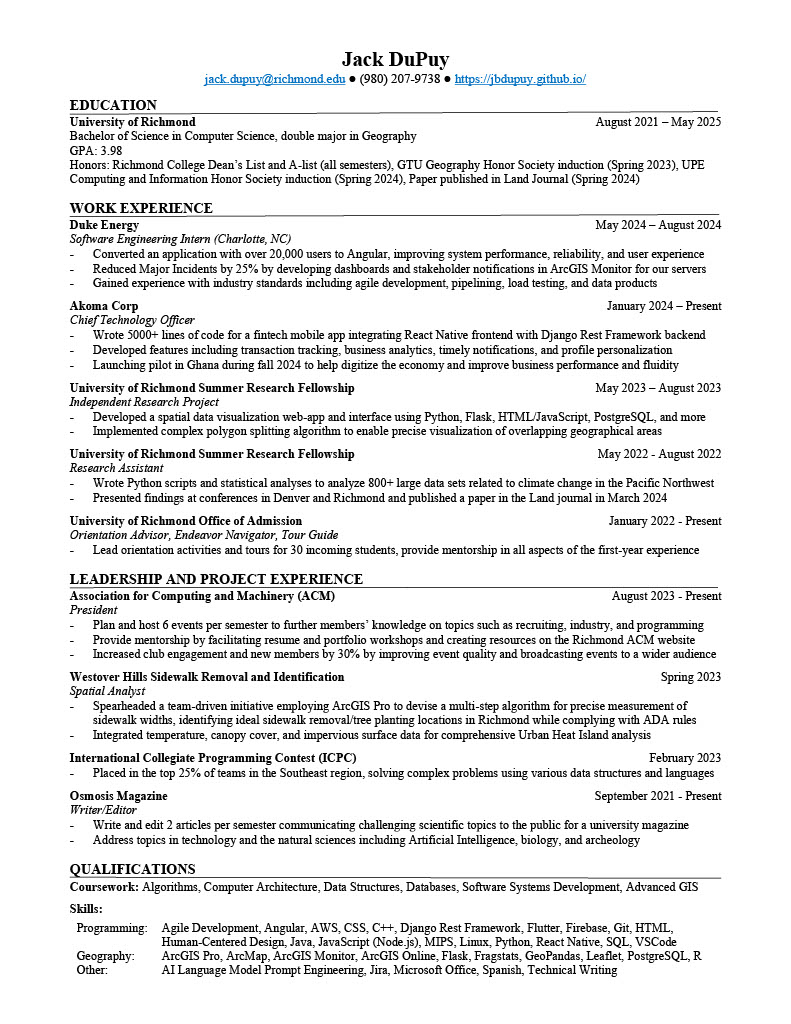 Jack DuPuy
jack.dupuy@richmond.edu ● (980) 207-9738 ● https://jbdupuy.github.io/
EDUCATION
University of Richmond August 2021 – May 2025
Bachelor of Science in Computer Science, double major in Geography
GPA: 3.98
Honors: Richmond College Dean's List and A-list (all semesters), GTU Geography Honor Society induction (Spring 2023), UPE
Computing and Information Honor Society induction (Spring 2024), Paper published in Land Journal (Spring 2024)
WORK EXPERIENCE
Duke Energy May 2024 – August 2024
Software Engineering Intern (Charlotte, NC)
- Converted an application with over 20,000 users to Angular, improving system performance, reliability, and user experience
- Reduced Major Incidents by 25% by developing dashboards and stakeholder notifications in ArcGIS Monitor for our servers
- Gained experience with industry standards including agile development, pipelining, load testing, and data products
Akoma Corp January 2024 – Present
Chief Technology Officer
- Wrote 5000+ lines of code for a fintech mobile app integrating React Native frontend with Django Rest Framework backend
- Developed features including transaction tracking, business analytics, timely notifications, and profile personalization
- Launching pilot in Ghana during fall 2024 to help digitize the economy and improve business performance and fluidity
University of Richmond Summer Research Fellowship May 2023 – August 2023
Independent Research Project
- Developed a spatial data visualization web-app and interface using Python, Flask, HTML/JavaScript, PostgreSQL, and more
- Implemented complex polygon splitting algorithm to enable precise visualization of overlapping geographical areas
University of Richmond Summer Research Fellowship May 2022 - August 2022
Research Assistant
- Wrote Python scripts and statistical analyses to analyze 800+ large data sets related to climate change in the Pacific Northwest
- Presented findings at conferences in Denver and Richmond and published a paper in the Land journal in March 2024
University of Richmond Office of Admission January 2022 - Present
Orientation Advisor, Endeavor Navigator, Tour Guide
- Lead orientation activities and tours for 30 incoming students, provide mentorship in all aspects of the first-year experience
LEADERSHIP AND PROJECT EXPERIENCE
Association for Computing and Machinery (ACM) August 2023 - Present
President
- Plan and host 6 events per semester to further members' knowledge on topics such as recruiting, industry, and programming
- Provide mentorship by facilitating resume and portfolio workshops and creating resources on the Richmond ACM website
- Increased club engagement and new members by 30% by improving event quality and broadcasting events to a wider audience
Westover Hills Sidewalk Removal and Identification Spring 2023
Spatial Analyst
- Spearheaded a team-driven initiative employing ArcGIS Pro to devise a multi-step algorithm for precise measurement of
sidewalk widths, identifying ideal sidewalk removal/tree planting locations in Richmond while complying with ADA rules
- Integrated temperature, canopy cover, and impervious surface data for comprehensive Urban Heat Island analysis
International Collegiate Programming Contest (ICPC) February 2023
- Placed in the top 25% of teams in the Southeast region, solving complex problems using various data structures and languages
Osmosis Magazine September 2021 - Present
Writer/Editor
- Write and edit 2 articles per semester communicating challenging scientific topics to the public for a university magazine
- Address topics in technology and the natural sciences including Artificial Intelligence, biology, and archeology
QUALIFICATIONS
Coursework: Algorithms, Computer Architecture, Data Structures, Databases, Software Systems Development, Advanced GIS
Skills:
Programming: Agile Development, Angular, AWS, CSS, C++, Django Rest Framework, Flutter, Firebase, Git, HTML,
Human-Centered Design, Java, JavaScript (Node.js), MIPS, Linux, Python, React Native, SQL, VSCode
Geography: ArcGIS Pro, ArcMap, ArcGIS Monitor, ArcGIS Online, Flask, Fragstats, GeoPandas, Leaflet, PostgreSQL, R
Other: AI Language Model Prompt Engineering, Jira, Microsoft Office, Spanish, Technical Writing